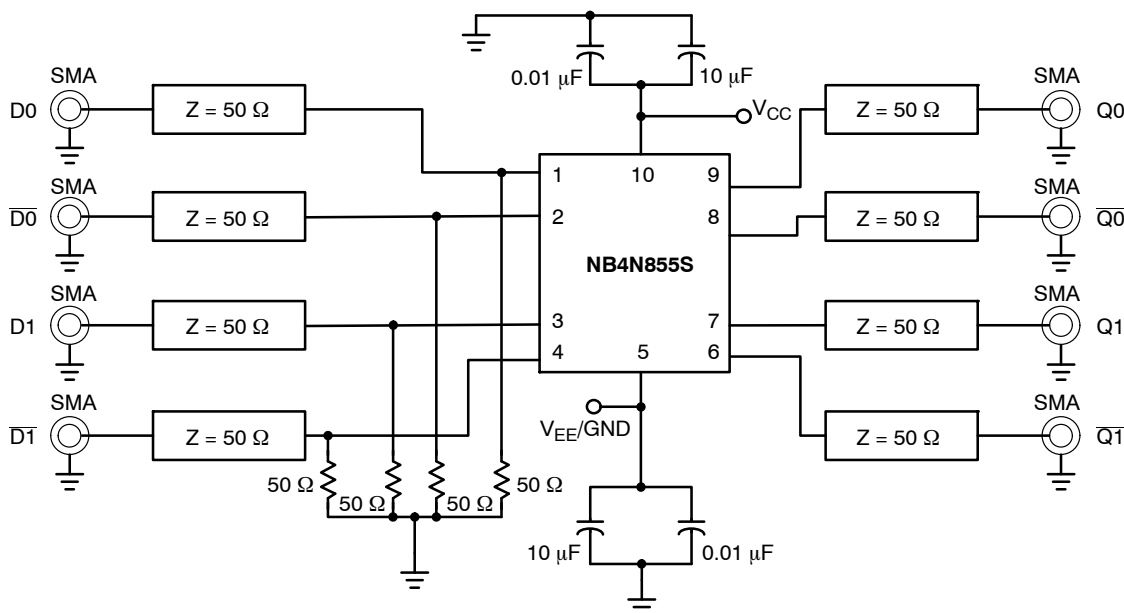 0.01 μF
10 μF
V_CC
SMA
D0
Z = 50 Ω
Z = 50 Ω
SMA
Q0
SMA
D̅0̅
Z = 50 Ω
Z = 50 Ω
SMA
Q̅0̅
SMA
D1
Z = 50 Ω
Z = 50 Ω
SMA
Q1
SMA
D̅1̅
Z = 50 Ω
Z = 50 Ω
SMA
Q̅1̅
1
2
3
4
10
9
8
7
6
5
NB4N855S
V_EE/GND
50 Ω
50 Ω
50 Ω
50 Ω
10 μF
0.01 μF